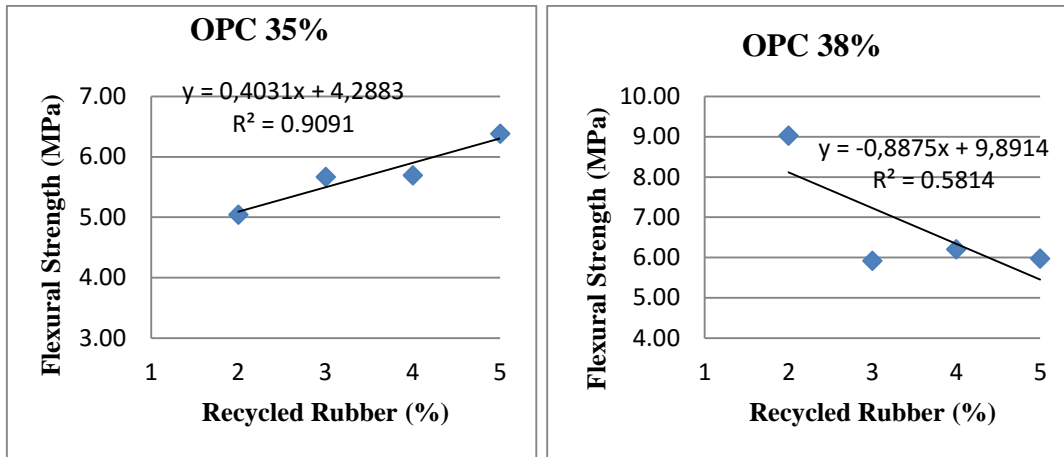 OPC 35%
y = 0,4031x + 4,2883
R² = 0.9091
Flexural Strength (MPa)
7.00
6.00
5.00
4.00
3.00
1 2 3 4 5
Recycled Rubber (%)
OPC 38%
y = -0,8875x + 9,8914
R² = 0.5814
Flexural Strength (MPa)
10.00
9.00
8.00
7.00
6.00
5.00
4.00
1 2 3 4 5
Recycled Rubber (%)